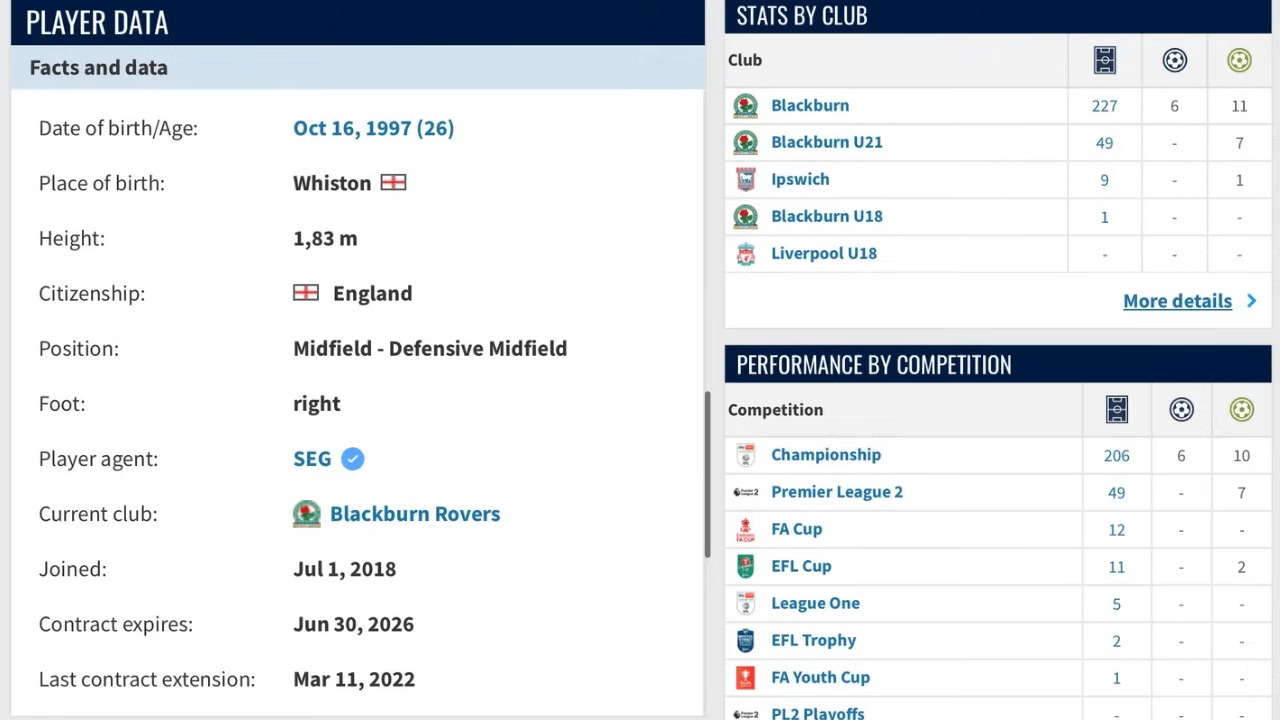 PLAYER DATA
Facts and data
Date of birth/Age: Oct 16, 1997 (26)
Place of birth: Whiston
Height: 1,83 m
Citizenship: England
Position: Midfield - Defensive Midfield
Foot: right
Player agent: SEG
Current club: Blackburn Rovers
Joined: Jul 1, 2018
Contract expires: Jun 30, 2026
Last contract extension: Mar 11, 2022
STATS BY CLUB
Club
Blackburn 227 6 11
Blackburn U21 49 - 7
Ipswich 9 - 1
Blackburn U18 1 - -
Liverpool U18 - - -
More details
PERFORMANCE BY COMPETITION
Competition
Championship 206 6 10
Premier League 2 49 - 7
FA Cup 12 - -
EFL Cup 11 - 2
League One 5 - -
EFL Trophy 2 - -
FA Youth Cup 1 - -
PL2 Playoffs - - -